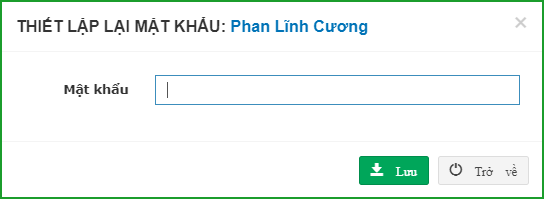 THIẾT LẬP LẠI MẬT KHẨU: Phan Lĩnh Cương ×
Mật khẩu
Lưu Trở về